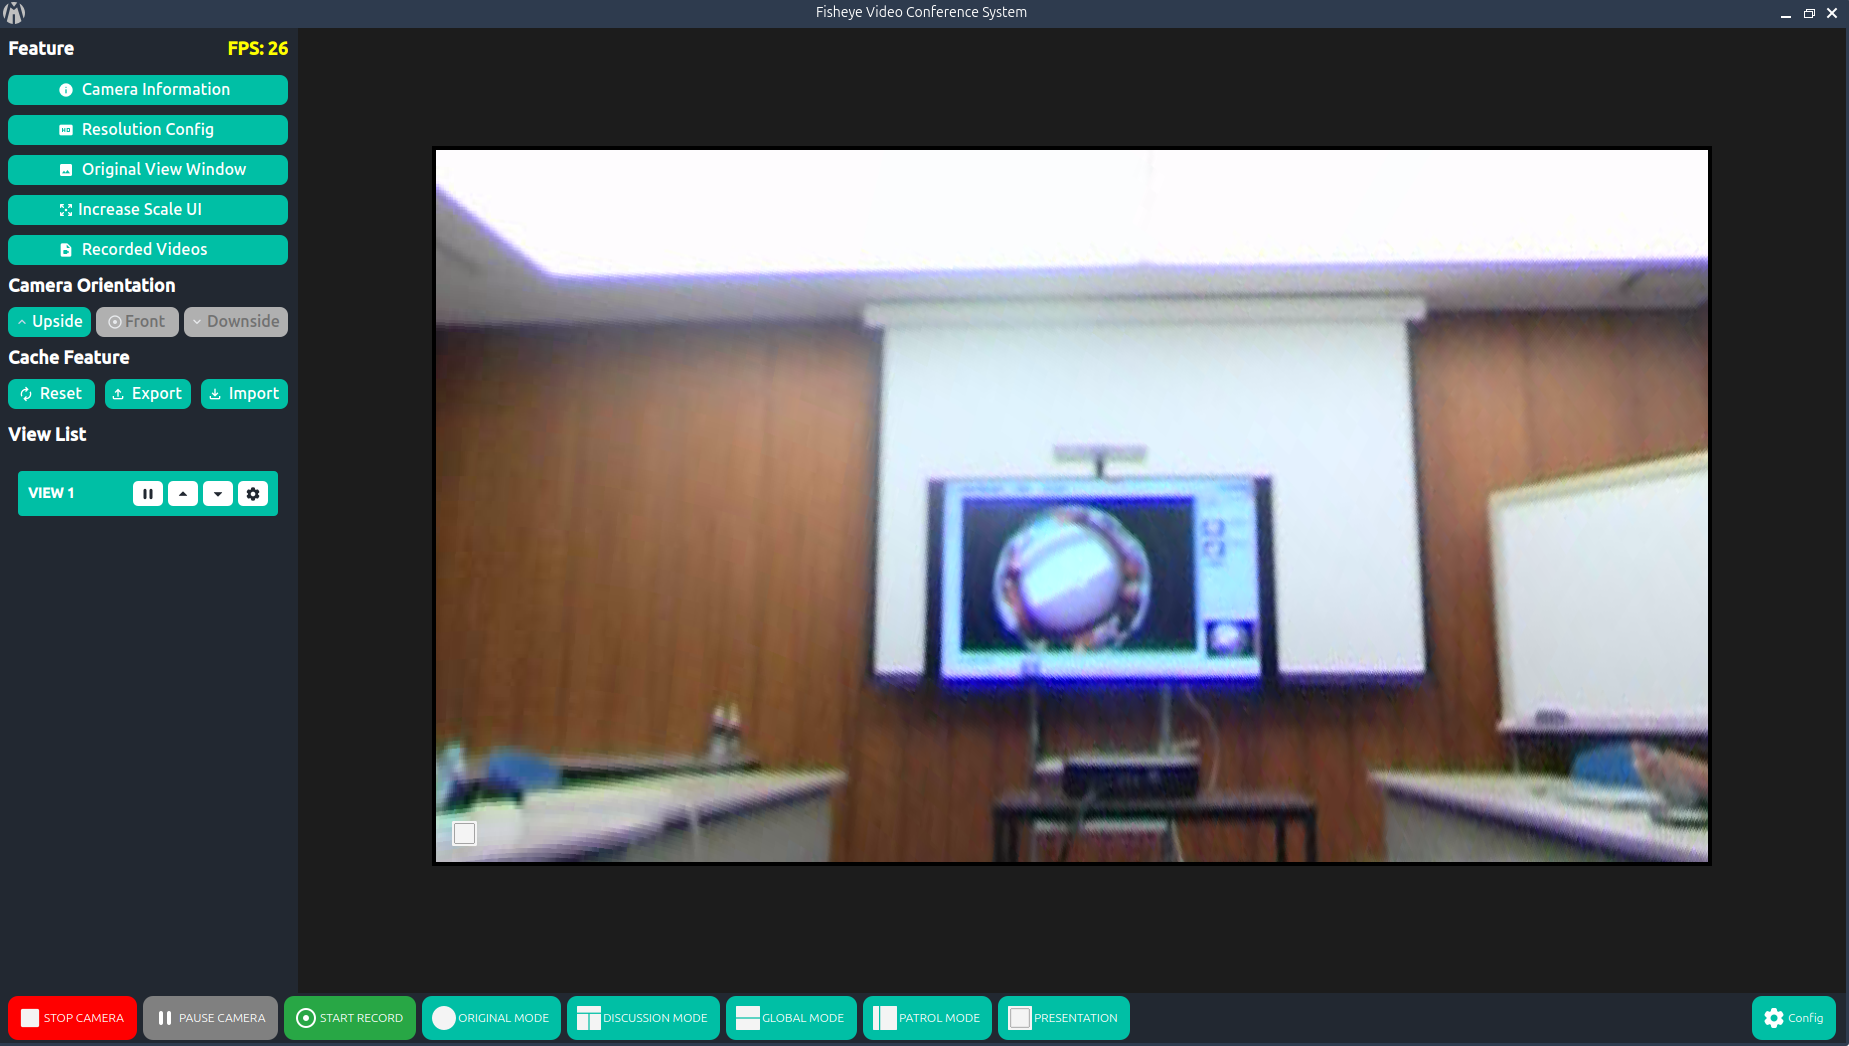 Fisheye Video Conference System
Feature
FPS: 26
Camera Information
Resolution Config
Original View Window
Increase Scale UI
Recorded Videos
Camera Orientation
Upside Front Downside
Cache Feature
Reset Export Import
View List
VIEW 1
STOP CAMERA PAUSE CAMERA START RECORD ORIGINAL MODE DISCUSSION MODE GLOBAL MODE PATROL MODE PRESENTATION Config